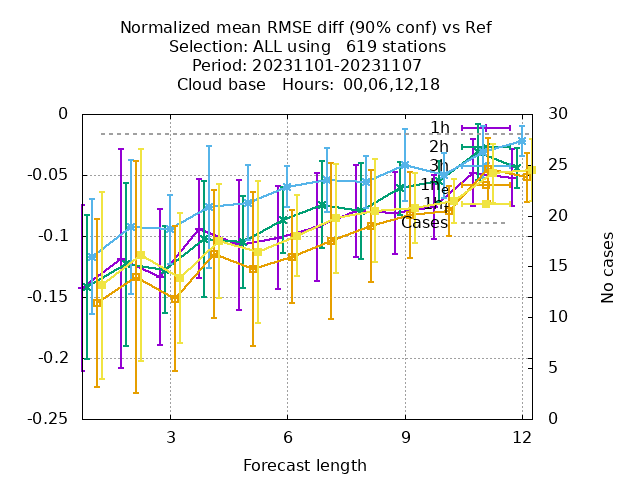 Normalized mean RMSE diff (90% conf) vs Ref
Selection: ALL using   619 stations
Period: 20231101-20231107
Cloud base   Hours: 00,06,12,18
0
-0.05
-0.1
-0.15
-0.2
-0.25
30
25
20
15
10
5
0
1h
2h
3h
Cases
No cases
3
6
9
12
Forecast length